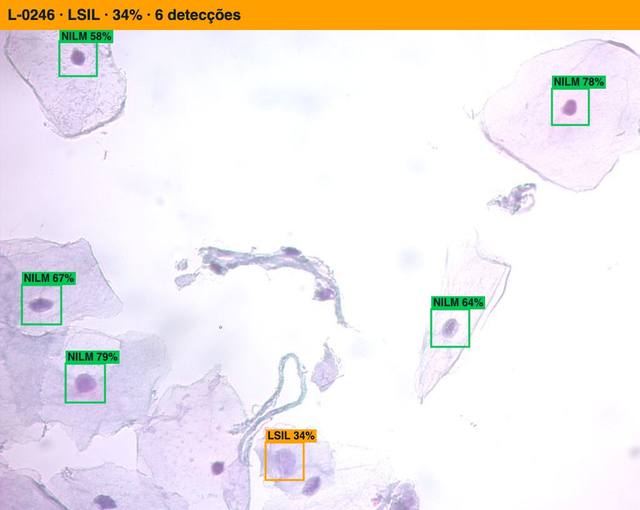 L-0246 · LSIL · 34% · 6 detecções
NILM 58%
NILM 78%
NILM 67%
NILM 64%
NILM 79%
LSIL 34%